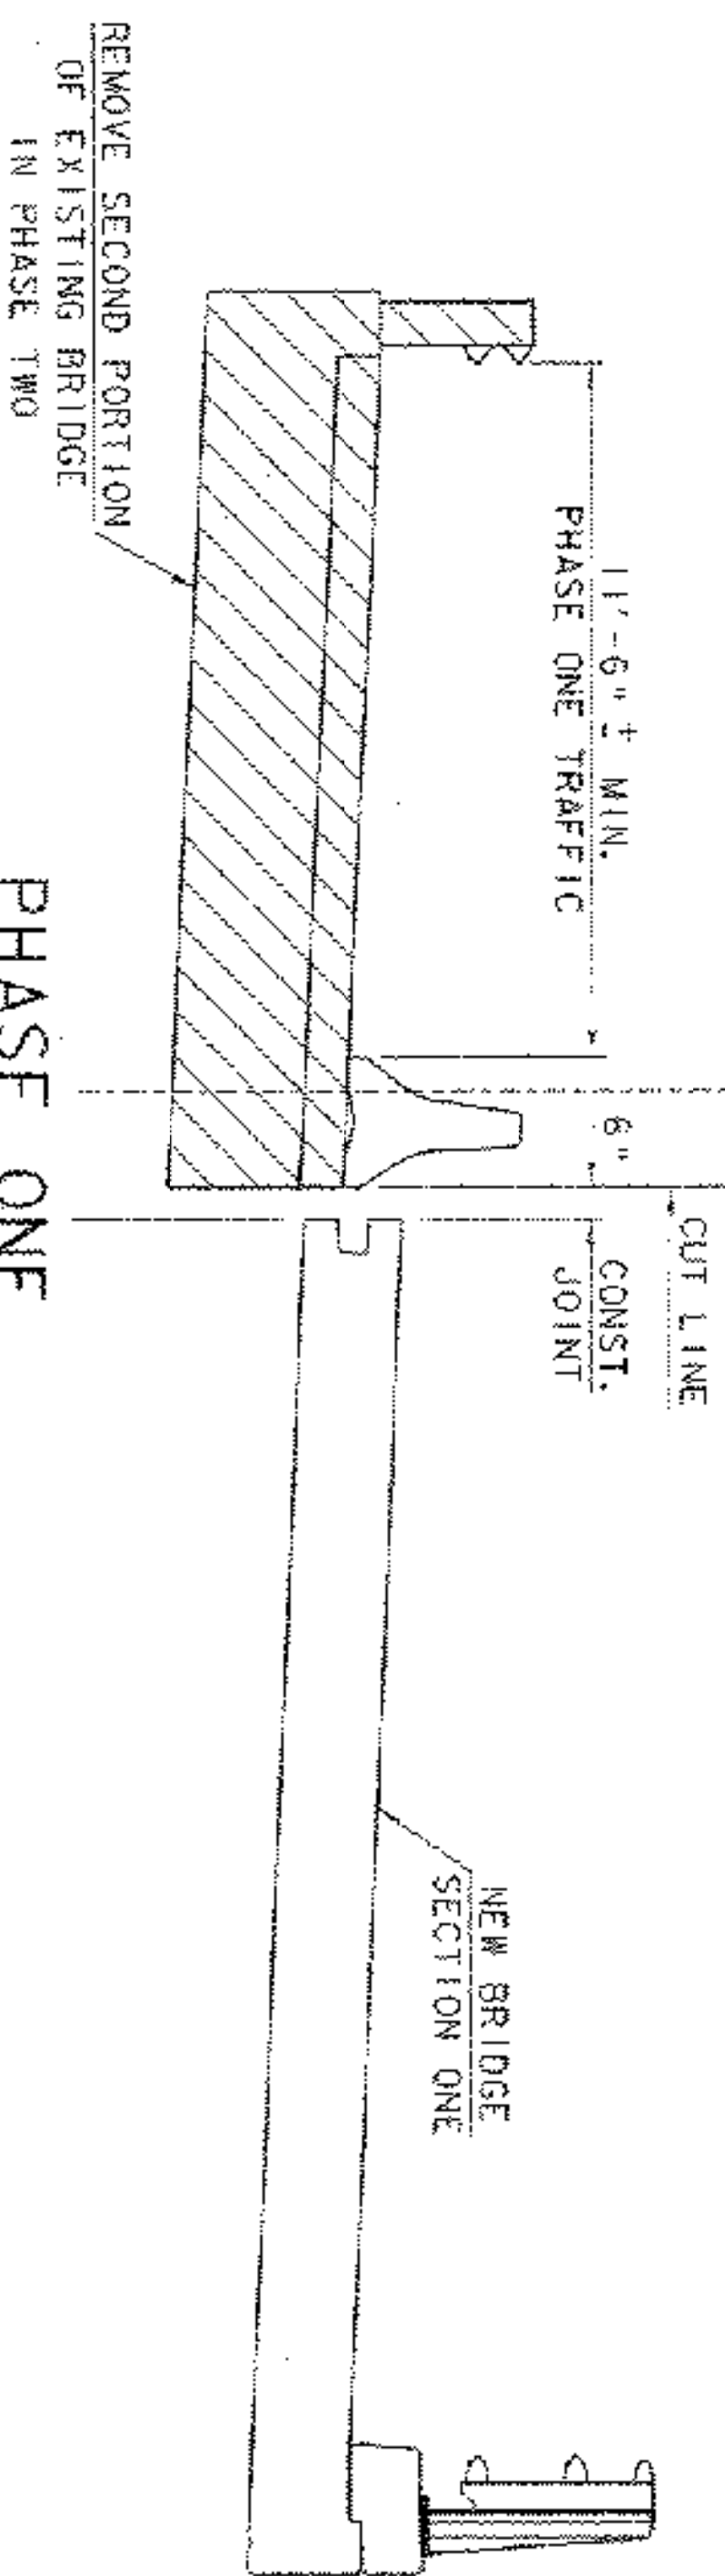 CUT LINE
CONST.
JOINT
6"
11'-6" ± MIN.
PHASE ONE TRAFFIC
NEW BRIDGE
SECTION ONE
REMOVE SECOND PORTION
OF EXISTING BRIDGE
IN PHASE TWO
PHASE ONE